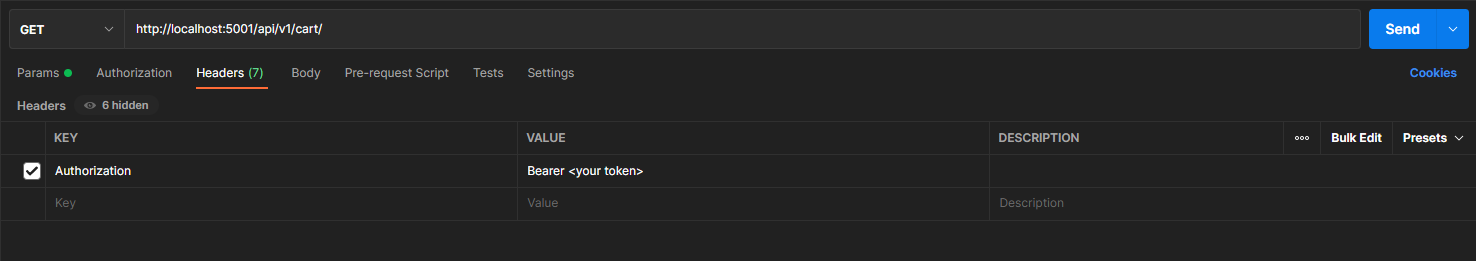 GET http://localhost:5001/api/v1/cart/ Send
Params Authorization Headers (7) Body Pre-request Script Tests Settings Cookies
Headers 6 hidden
KEY VALUE DESCRIPTION Bulk Edit Presets
Authorization Bearer <your token>
Key Value Description